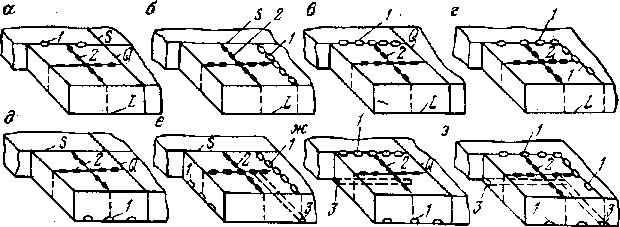 а 1 S 2 Q L
б S 2 1 L
в 1 2 Q L
г 1 2 1 L
д S 2 Q 1
е S 2 1 1 3
ж 1 2 Q 3 1
з 1 2 1 3 1 3